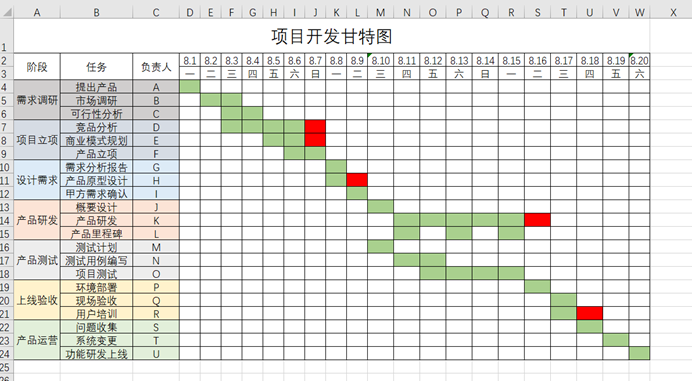 A B C D E F G H I J K L M N O P Q R S T U V W X
1 项目开发甘特图
2 8.1 8.2 8.3 8.4 8.5 8.6 8.7 8.8 8.9 8.10 8.11 8.12 8.13 8.14 8.15 8.16 8.17 8.18 8.19 8.20
阶段 任务 负责人
3 一 二 三 四 五 六 日 一 二 三 四 五 六 日 一 二 三 四 五 六
4 提出产品 A
5 需求调研 市场调研 B
6 可行性分析 C
7 竞品分析 D
8 项目立项 商业模式规划 E
9 产品立项 F
10 需求分析报告 G
11 设计需求 产品原型设计 H
12 甲方需求确认 I
13 概要设计 J
14 产品研发 产品研发 K
15 产品里程碑 L
16 测试计划 M
17 产品测试 测试用例编写 N
18 项目测试 O
19 环境部署 P
20 上线验收 现场验收 Q
21 用户培训 R
22 问题收集 S
23 产品运营 系统变更 T
24 功能研发上线 U
25
26